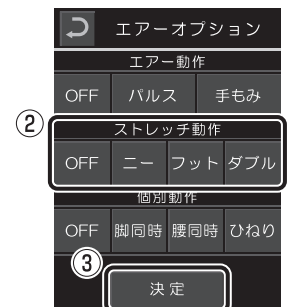 エアーオプション
エアー動作
OFF パルス 手もみ
② ストレッチ動作
OFF ニー フット ダブル
個別動作
OFF 脚同時 腰同時 ひねり
③ 決定